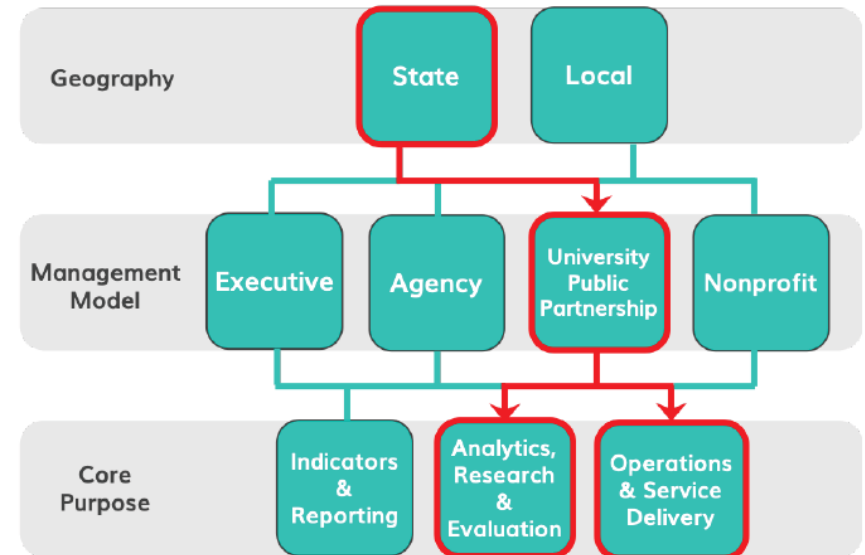 Geography
State
Local
Management
Model
Executive
Agency
University
Public
Partnership
Nonprofit
Core
Purpose
Indicators
&
Reporting
Analytics,
Research
&
Evaluation
Operations
& Service
Delivery